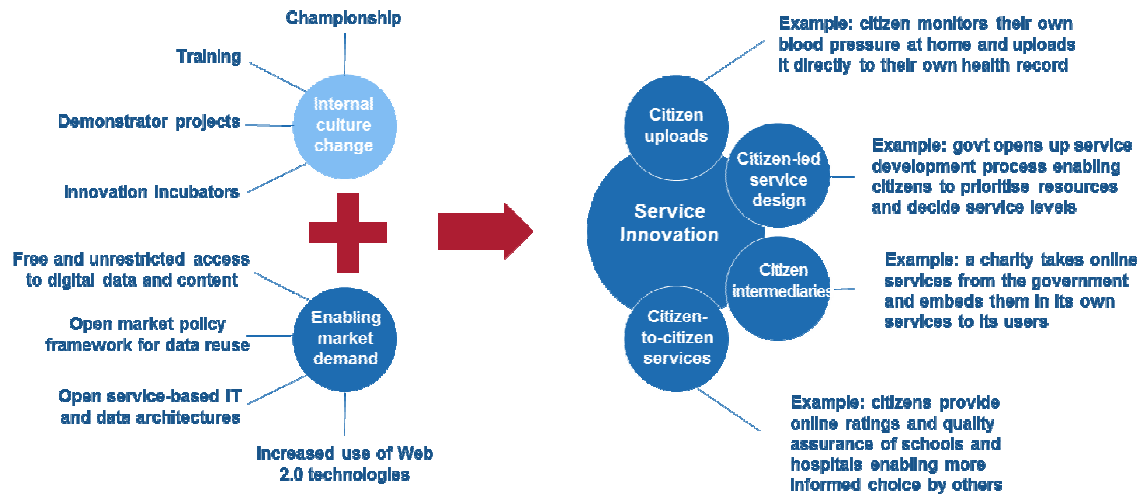 Championship
Training
Demonstrator projects
Innovation Incubators
Internal
culture
change
Free and unrestricted access
to digital data and content
Open market policy
framework for data reuse
Open service-based IT
and data architectures
Increased use of Web
2.0 technologies
Enabling
market
demand
Service
Innovation
Citizen
uploads
Example: citizen monitors their own
blood pressure at home and uploads
it directly to their own health record
Citizen-led
service
design
Example: govt opens up service
development process enabling
citizens to prioritise resources
and decide service levels
Citizen
intermediaries
Example: a charity takes online
services from the government
and embeds them in its own
services to its users
Citizen-
to-citizen
services
Example: citizens provide
online ratings and quality
assurance of schools and
hospitals enabling more
informed choice by others